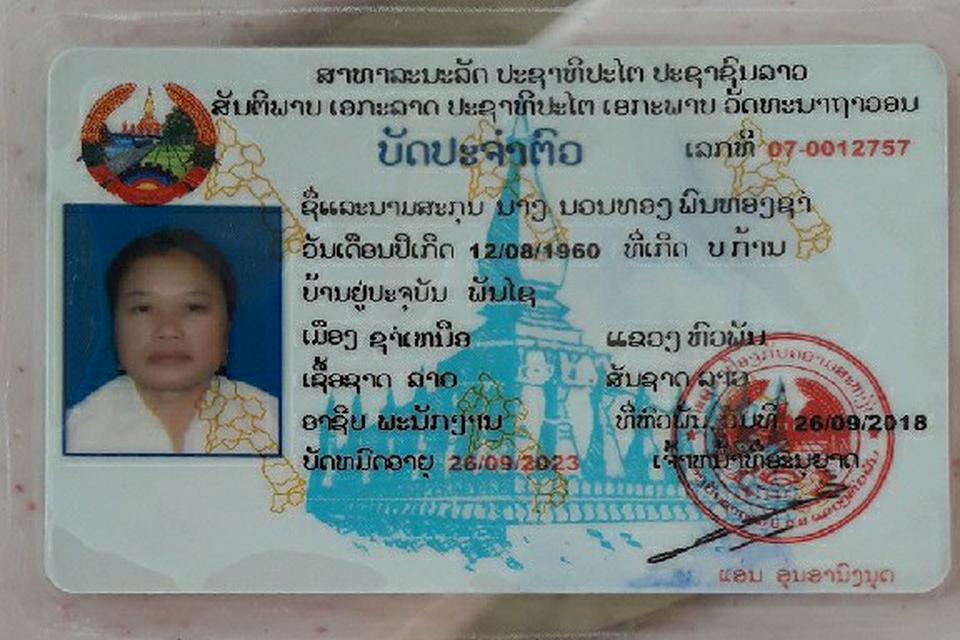 ສາທາລະນະລັດ ປະຊາທິປະໄຕ ປະຊາຊົນລາວ
ສັນຕິພາບ ເອກະລາດ ປະຊາທິປະໄຕ ເອກະພາບ ວັດທະນາຖາວອນ
ບັດປະຈຳຕົວ ເລກທີ 07-0012757
ຊື່ແລະນາມສະກຸນ ນາງ ນວນທອງ ພົນທອງຊຳ
ວັນເດືອນປີເກີດ 12/08/1960 ທີ່ເກີດ ບ ກ້ານ
ບ້ານຢູ່ປະຈຸບັນ ພັນໄຊ
ເມືອງ ຊຳເໜືອ ແຂວງ ຫົວພັນ
ເຊື້ອຊາດ ລາວ ສັນຊາດ ລາວ
ອາຊີບ ພະນັກງານ ທີ່ຫົວພັນ, ວັນທີ 26/09/2018
ບັດຫມົດອາຍຸ 26/09/2023 ເຈົ້າຫນ້າທີ່ອະນຸຍາດ
ແອນ ອຸນອານົງນຸດ